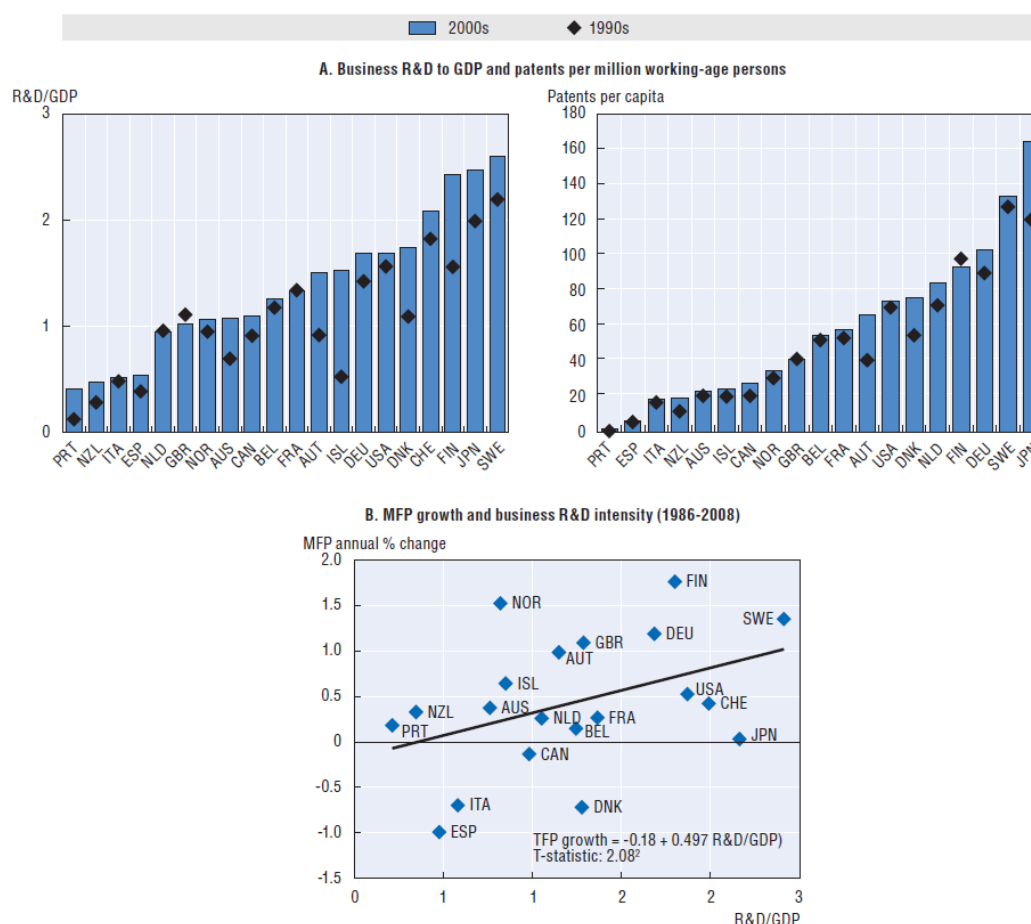 2000s 1990s
A. Business R&D to GDP and patents per million working-age persons
R&D/GDP
3
2
1
0
PRT NZL ITA ESP NLD GBR NOR AUS CAN BEL FRA AUT ISL DEU USA DNK CHE FIN JPN SWE
Patents per capita
180
160
140
120
100
80
60
40
20
0
PRT ESP ITA NZL AUS ISL CAN NOR GBR BEL FRA AUT USA DNK NLD FIN DEU SWE JPN
B. MFP growth and business R&D intensity (1986-2008)
MFP annual % change
2.0
1.5
1.0
0.5
0
-0.5
-1.0
-1.5
FIN
NOR
SWE
DEU
GBR
AUT
ISL
USA
CHE
AUS
NZL
NLD
FRA
PRT
BEL
JPN
CAN
ITA
DNK
ESP
TFP growth = -0.18 + 0.497 R&D/GDP)
T-statistic: 2.08²
0 1 1 2 2 3
R&D/GDP